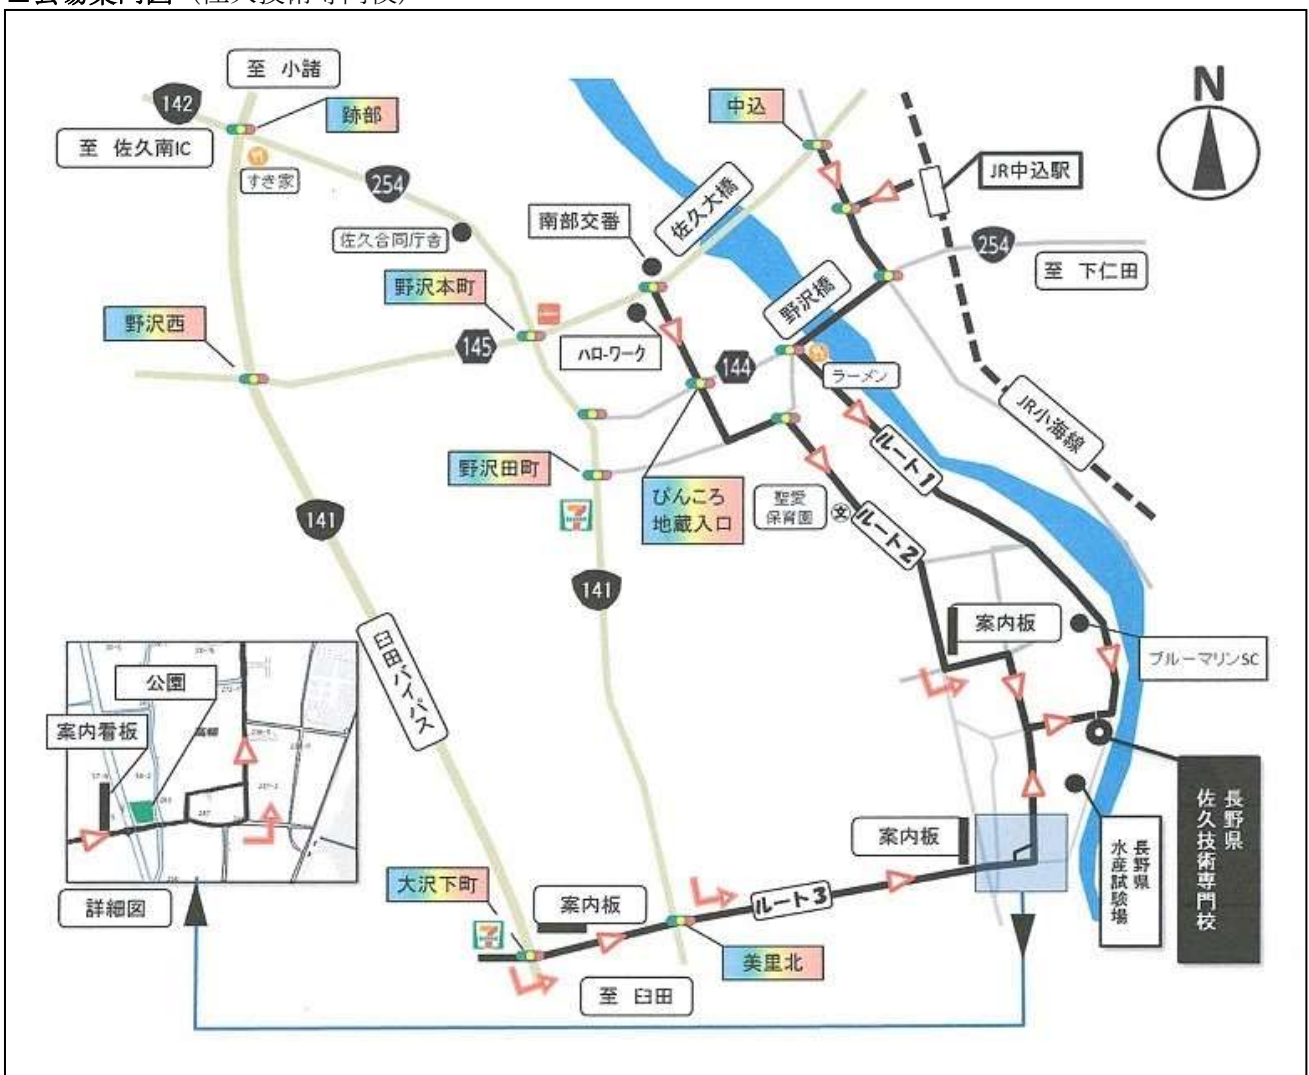 至 小諸
142
跡部
至 佐久南IC
すき家
254
佐久合同庁舎
南部交番
佐久大橋
中込
JR中込駅
N
254
至 下仁田
野沢本町
野沢西
145
ハローワーク
野沢橋
144
ラーメン
JR小海線
ルート1
野沢田町
ぴんころ
地蔵入口
聖愛
保育園
文
ルート2
7
141
141
臼田バイパス
案内板
ブルーマリンSC
公園
案内看板
詳細図
案内板
長野県
水産試験場
長野県
佐久技術専門校
大沢下町
案内板
7
ルート3
美里北
至 臼田